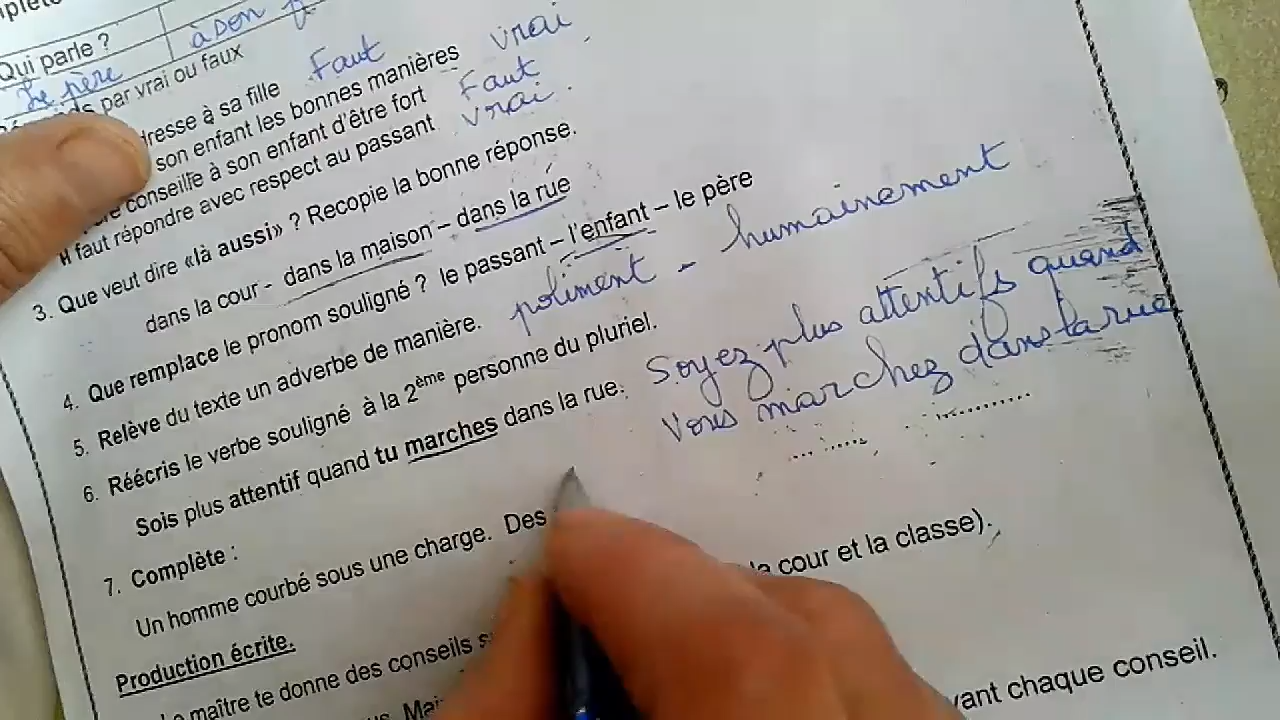 Qui parle ? à son
Le père
par vrai ou faux
dresse à sa fille Faut
son enfant les bonnes manières vrai
conseille à son enfant d'être fort Faut
faut répondre avec respect au passant vrai.
3. Que veut dire «là aussi» ? Recopie la bonne réponse.
dans la cour - dans la maison – dans la rue
4. Que remplace le pronom souligné ? le passant – l'enfant – le père
5. Relève du texte un adverbe de manière. poliment - humainement
6. Réécris le verbe souligné à la 2ème personne du pluriel.
Sois plus attentif quand tu marches dans la rue. Soyez plus attentifs quand
vous marchez dans la rue
7. Complète :
Un homme courbé sous une charge. Des
Production écrite.
maître te donne des conseils la cour et la classe).
vant chaque conseil.